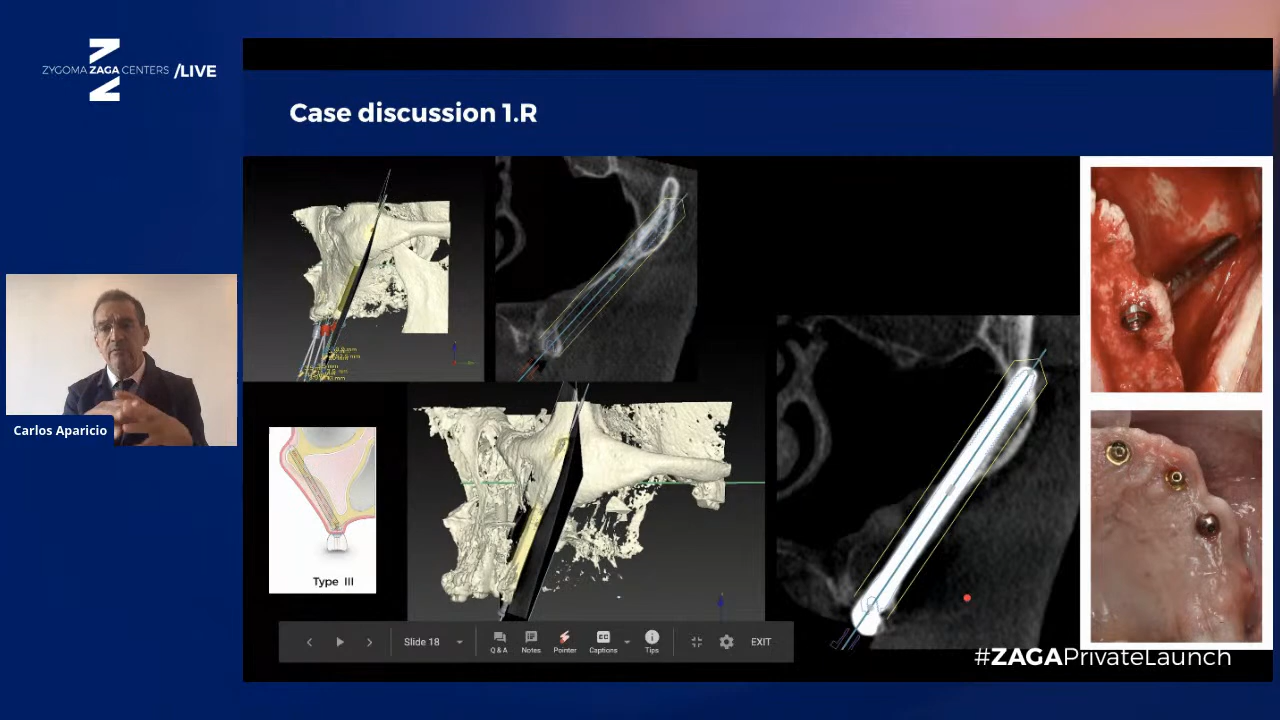 ZYGOMA ZAGA CENTERS /LIVE
Case discussion 1.R
Carlos Aparicio
Type III
Slide 18
Q & A
Notes
Pointer
Captions
Tips
EXIT
#ZAGAPrivateLaunch